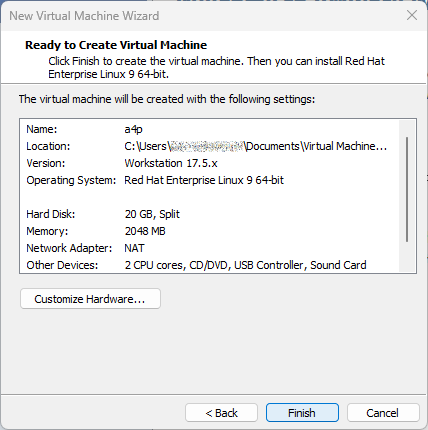 New Virtual Machine Wizard
Ready to Create Virtual Machine
Click Finish to create the virtual machine. Then you can install Red Hat
Enterprise Linux 9 64-bit.
The virtual machine will be created with the following settings:
Name: a4p
Location: C:\Users\ \Documents\Virtual Machine...
Version: Workstation 17.5.x
Operating System: Red Hat Enterprise Linux 9 64-bit
Hard Disk: 20 GB, Split
Memory: 2048 MB
Network Adapter: NAT
Other Devices: 2 CPU cores, CD/DVD, USB Controller, Sound Card
Customize Hardware...
< Back Finish Cancel